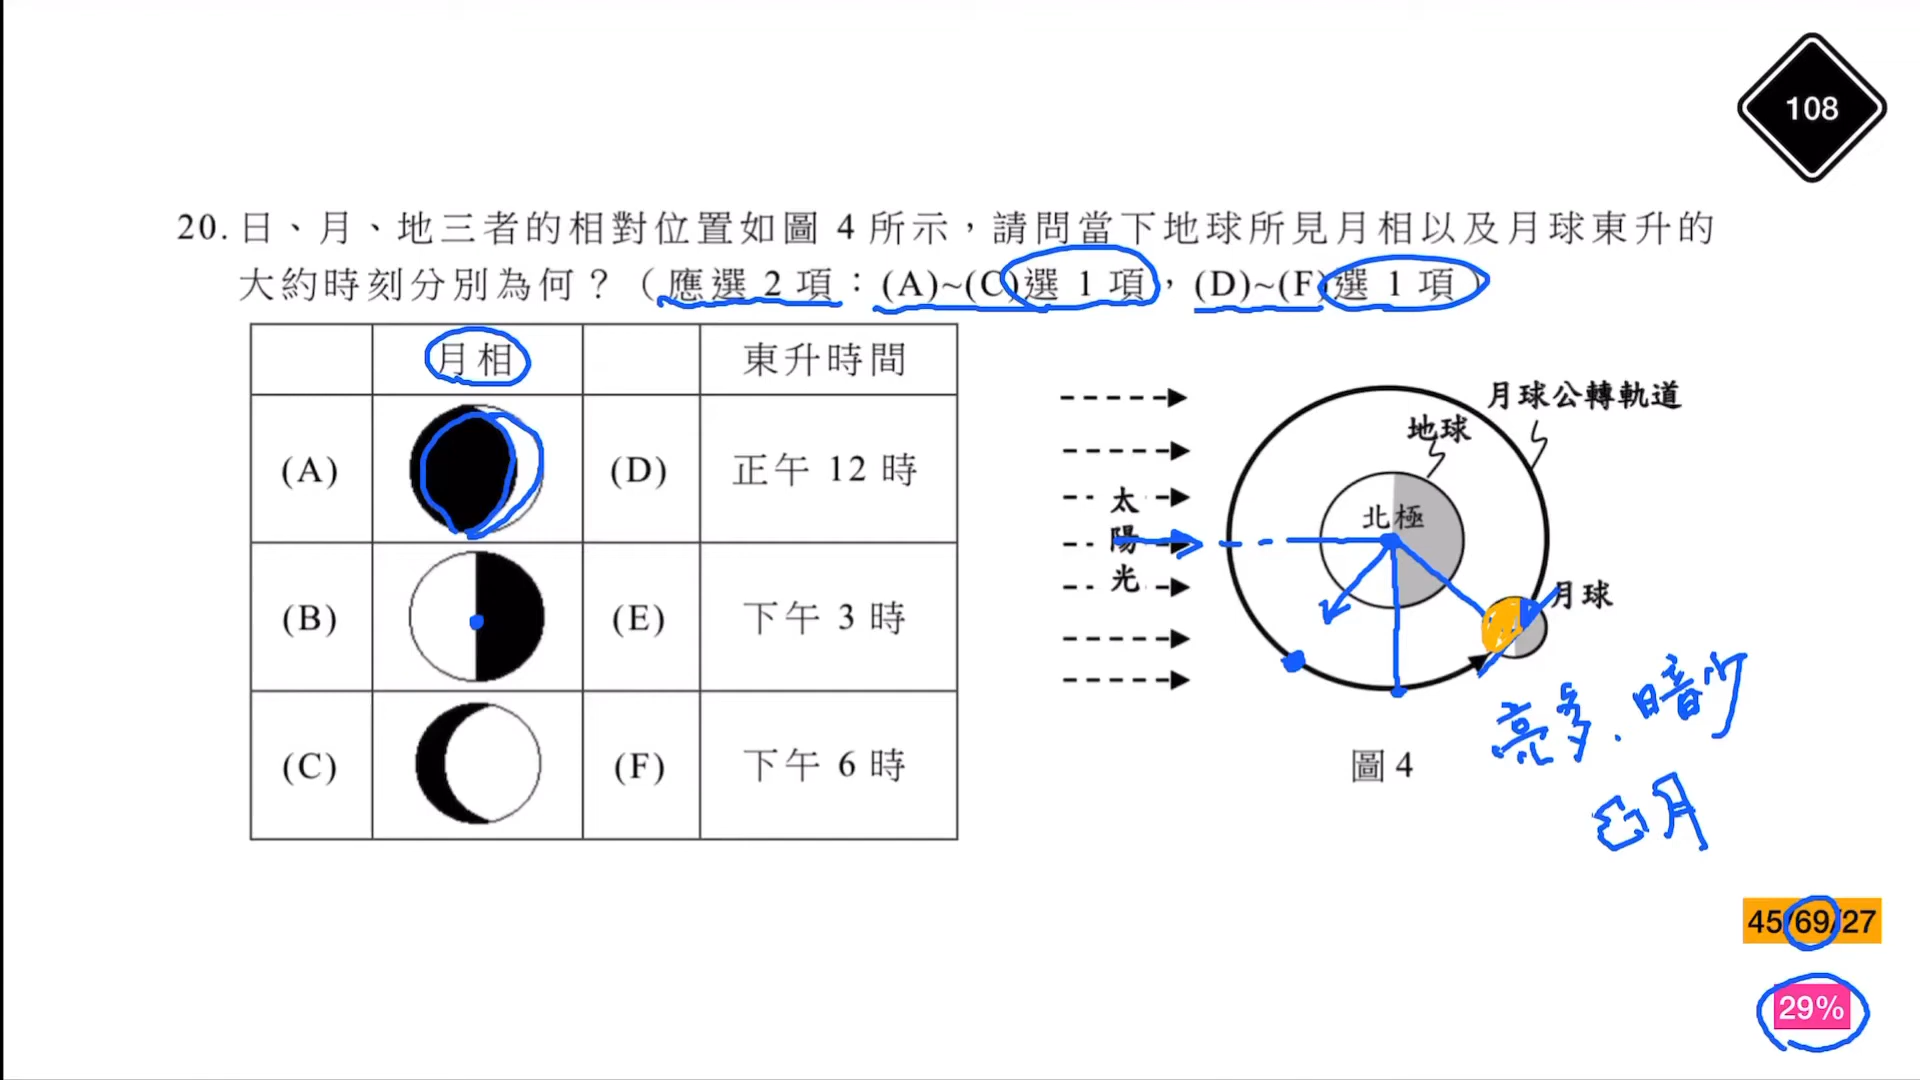 108
20. 日、月、地三者的相對位置如圖 4 所示，請問當下地球所見月相以及月球東升的
大約時刻分別為何？（應選 2 項：(A)~(C)選 1 項，(D)~(F)選 1 項）
月相 東升時間
(A) (D) 正午 12 時
(B) (E) 下午 3 時
(C) (F) 下午 6 時
月球公轉軌道
地球
北極
太陽光
月球
亮多、暗少
凸月
圖 4
45/69/27
29%